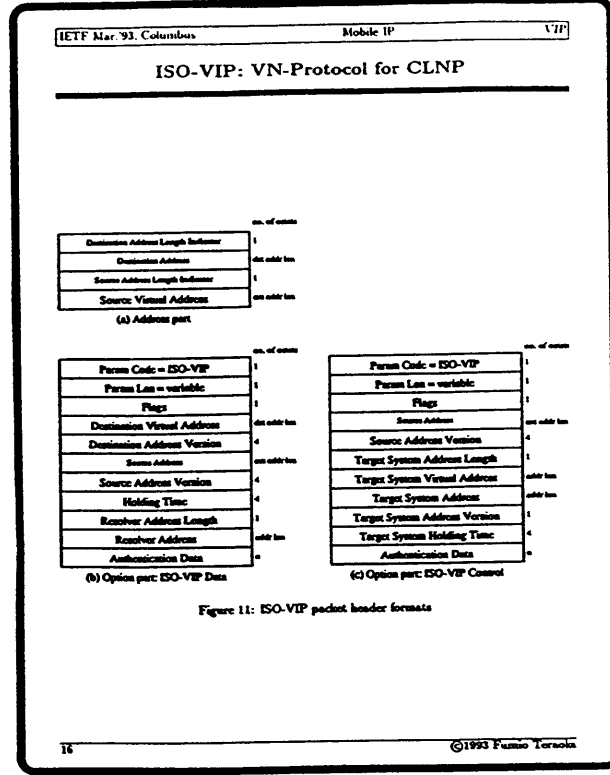 IETF Mar.'93, Columbus Mobile IP VIP
ISO-VIP: VN-Protocol for CLNP
no. of octets
Destination Address Length Indicator 1
Destination Address dst addr len
Source Address Length Indicator 1
Source Virtual Address src addr len
(a) Address part
no. of octets
Param Code = ISO-VIP 1
Param Len = variable 1
Flags 1
Destination Virtual Address dst addr len
Destination Address Version 4
Source Address src addr len
Source Address Version 4
Holding Time 4
Resolver Address Length 1
Resolver Address addr len
Authentication Data n
(b) Option part: ISO-VIP Data
no. of octets
Param Code = ISO-VIP 1
Param Len = variable 1
Flags 1
Source Address src addr len
Source Address Version 4
Target System Address Length 1
Target System Virtual Address addr len
Target System Address addr len
Target System Address Version 1
Target System Holding Time 4
Authentication Data n
(c) Option part: ISO-VIP Control
Figure 11: ISO-VIP packet header formats
16 ©1993 Fumio Teraoka